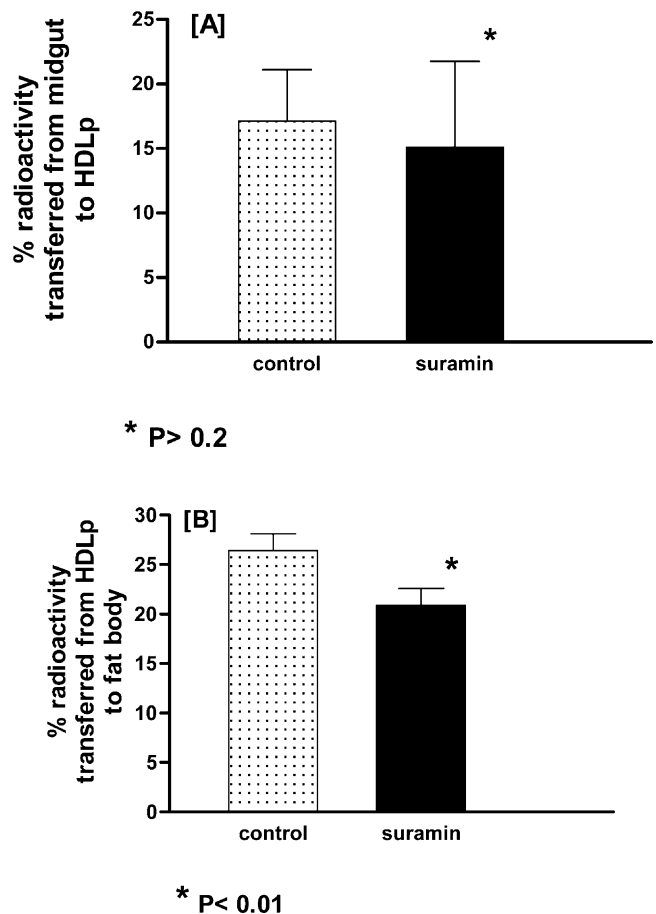 [A]
% radioactivity
transferred from midgut
to HDLp
25
20
15
10
5
0
*
control
suramin
* P> 0.2
[B]
% radioactivity
transferred from HDLp
to fat body
30
25
20
15
10
5
0
*
control
suramin
* P< 0.01